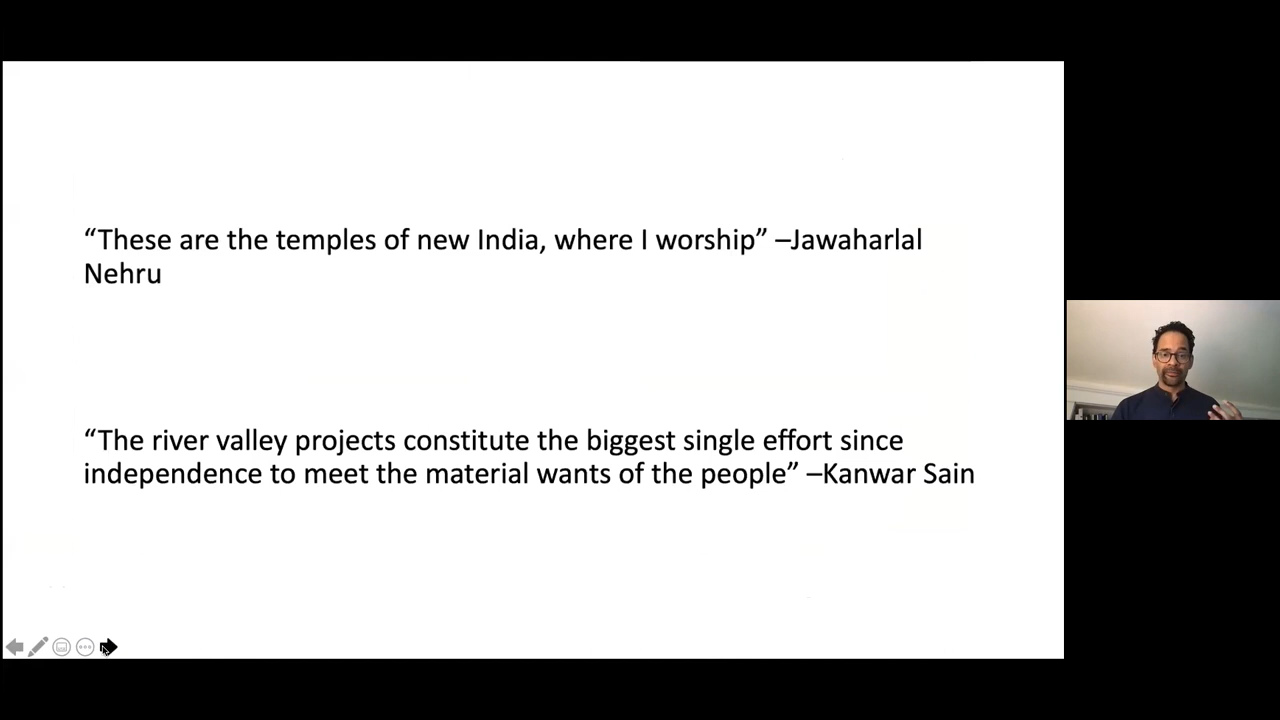 “These are the temples of new India, where I worship” –Jawaharlal
Nehru
“The river valley projects constitute the biggest single effort since
independence to meet the material wants of the people” –Kanwar Sain